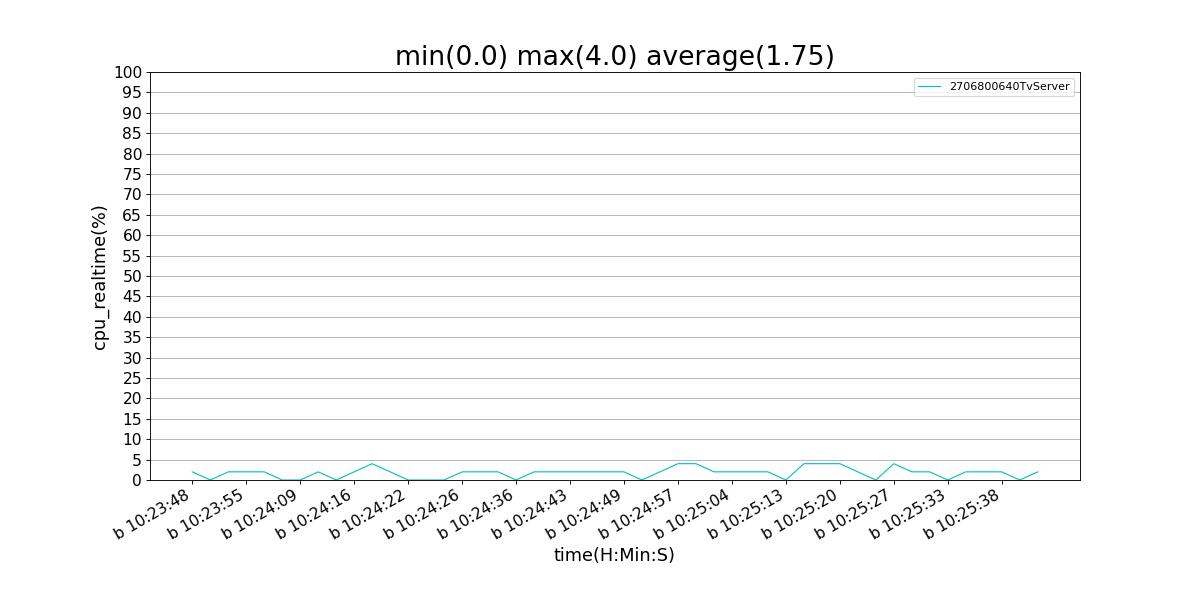 min(0.0) max(4.0) average(1.75)
2706800640TvServer
100
95
90
85
80
75
70
65
60
55
50
45
40
35
30
25
20
15
10
5
0
cpu_realtime(%)
b 10:23:48
b 10:23:55
b 10:24:09
b 10:24:16
b 10:24:22
b 10:24:26
b 10:24:36
b 10:24:43
b 10:24:49
b 10:24:57
b 10:25:04
b 10:25:13
b 10:25:20
b 10:25:27
b 10:25:33
b 10:25:38
time(H:Min:S)